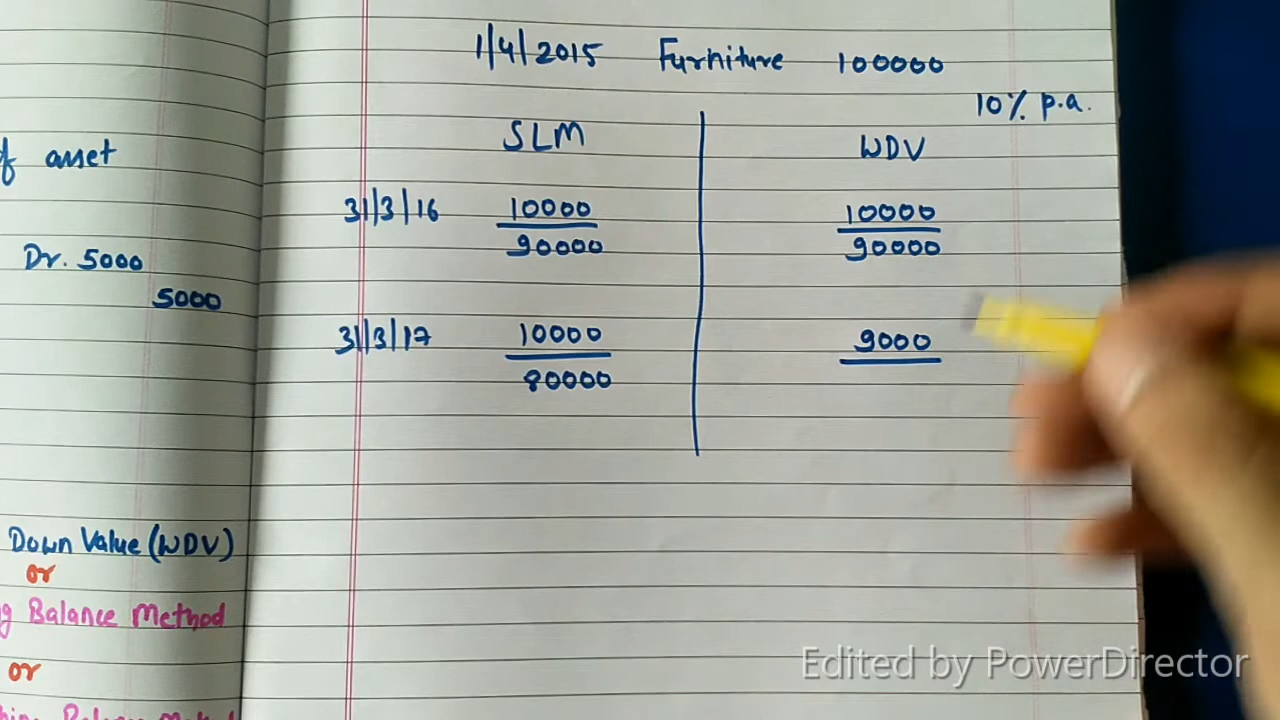 of asset
Dr. 5000
5000
Down Value (WDV)
or
Balance Method
or
1/4/2015 Furniture 100000
10% p.a.
SLM WDV
31/3/16 10000 10000
90000 90000
31/3/17 10000 9000
80000
Edited by PowerDirector